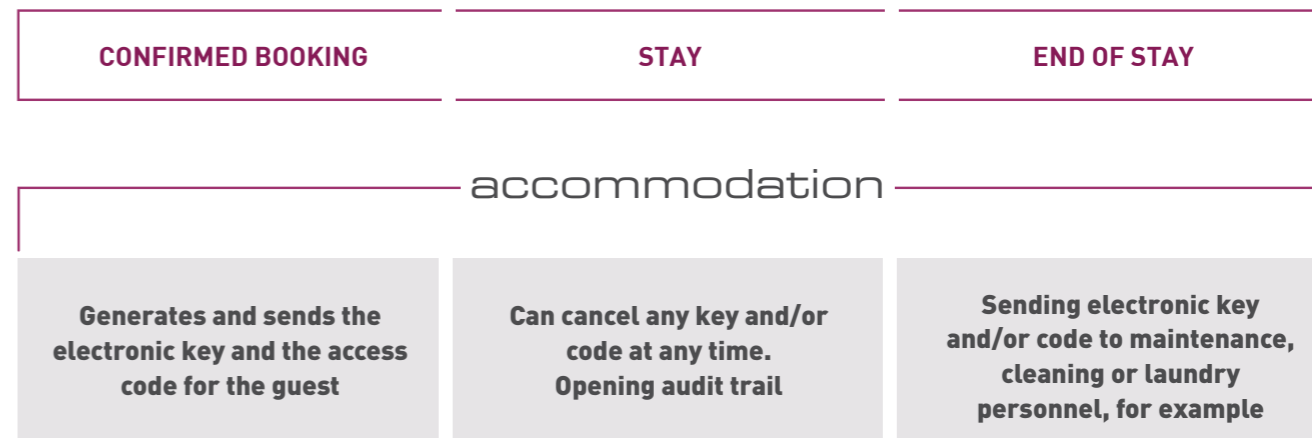 CONFIRMED BOOKING
STAY
END OF STAY
accommodation
Generates and sends the
electronic key and the access
code for the guest
Can cancel any key and/or
code at any time.
Opening audit trail
Sending electronic key
and/or code to maintenance,
cleaning or laundry
personnel, for example